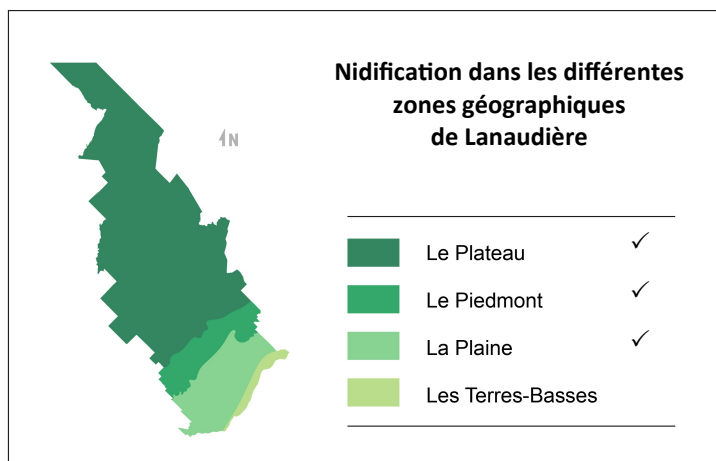 Nidification dans les différentes
zones géographiques
de Lanaudière
N
Le Plateau ✓
Le Piedmont ✓
La Plaine ✓
Les Terres-Basses